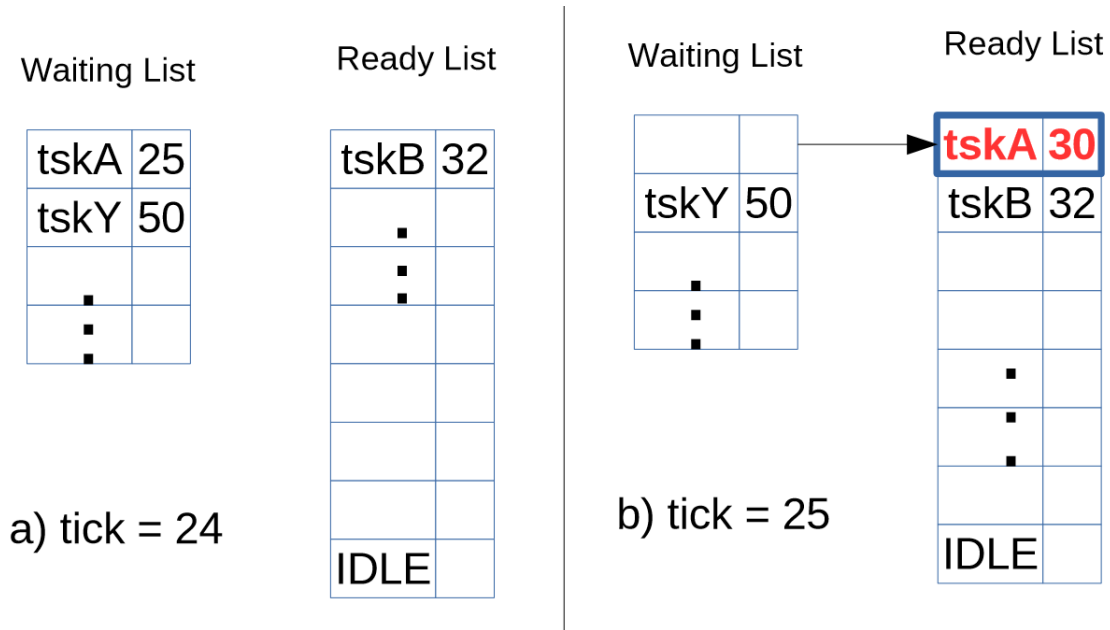 Waiting List
Ready List
tskA 25
tskY 50
tskB 32
IDLE
a) tick = 24
Waiting List
Ready List
tskY 50
tskA 30
tskB 32
IDLE
b) tick = 25